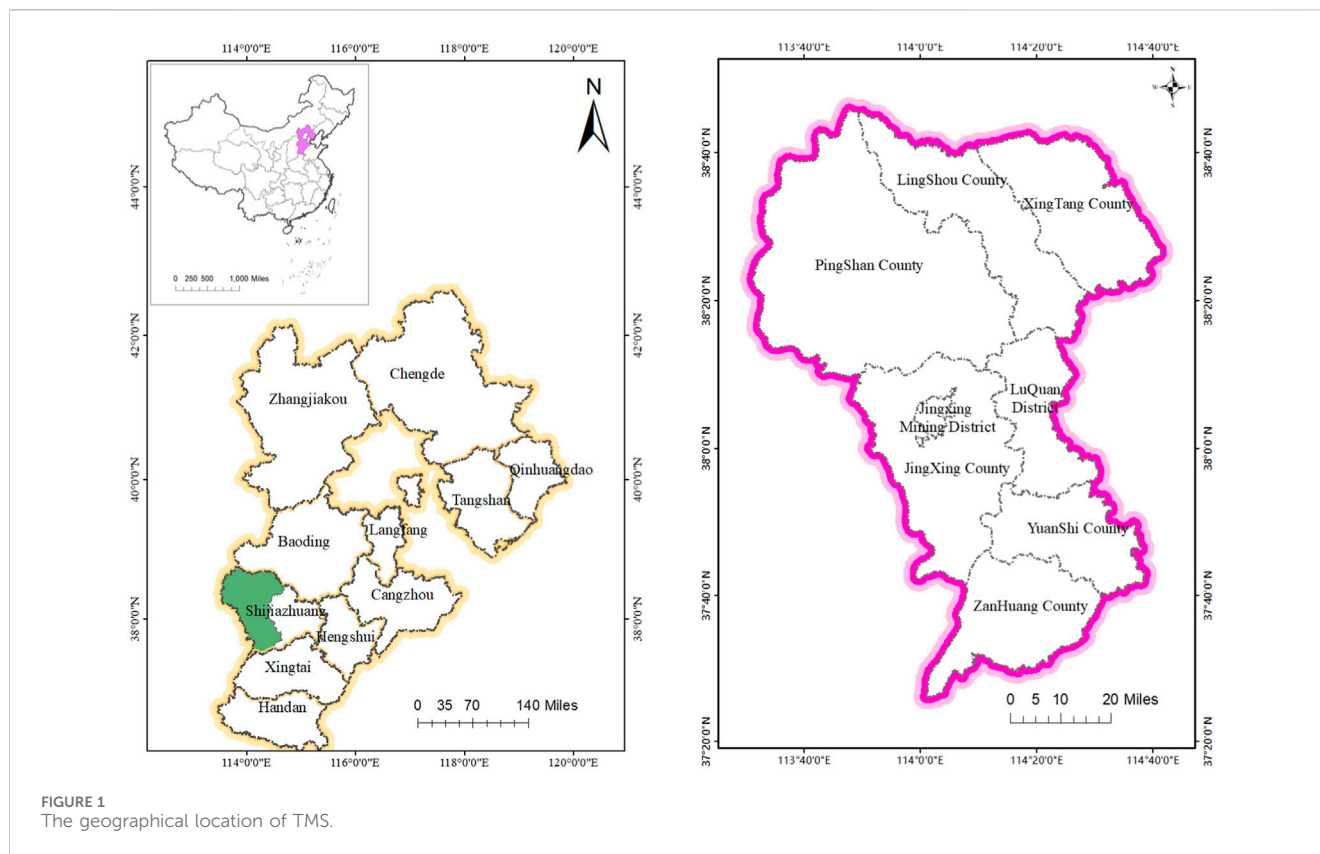 114°0'0"E 116°0'0"E 118°0'0"E 120°0'0"E
N
44°0'0"N
42°0'0"N
40°0'0"N
38°0'0"N
0 250 500 1,000 Miles
44°0'0"N
42°0'0"N
40°0'0"N
38°0'0"N
Chengde
Zhangjiakou
Qinhuangdao
Tangshan
Langfang
Baoding
Cangzhou
Shijiazhuang
Hengshui
Xingtai
Handan
0 35 70 140 Miles
114°0'0"E 116°0'0"E 118°0'0"E 120°0'0"E
113°40'0"E 114°0'0"E 114°20'0"E 114°40'0"E
N
W E
S
38°40'0"N
38°20'0"N
38°0'0"N
37°40'0"N
37°20'0"N
38°40'0"N
38°20'0"N
38°0'0"N
37°40'0"N
37°20'0"N
LingShou County
XingTang County
PingShan County
LuQuan
District
Jingxing
Mining District
JingXing County
YuanShi County
ZanHuang County
0 5 10 20 Miles
113°40'0"E 114°0'0"E 114°20'0"E 114°40'0"E
FIGURE 1
The geographical location of TMS.